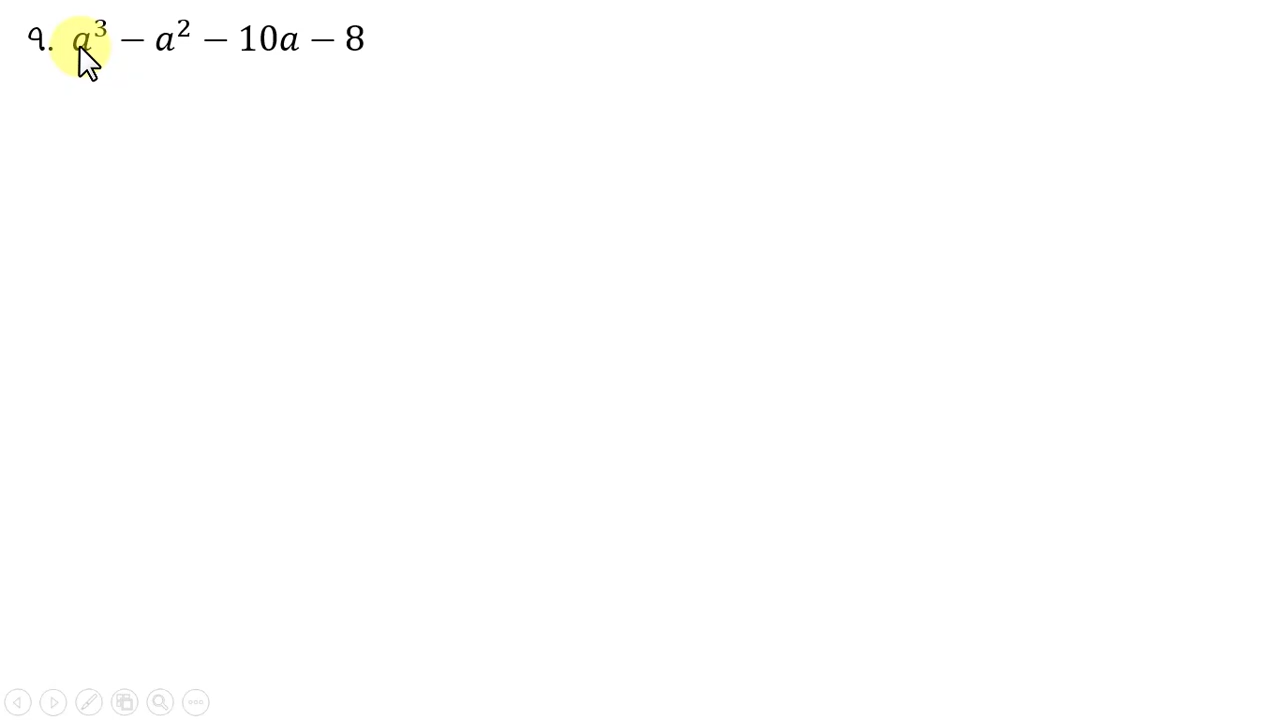 9. a³ − a² − 10a − 8